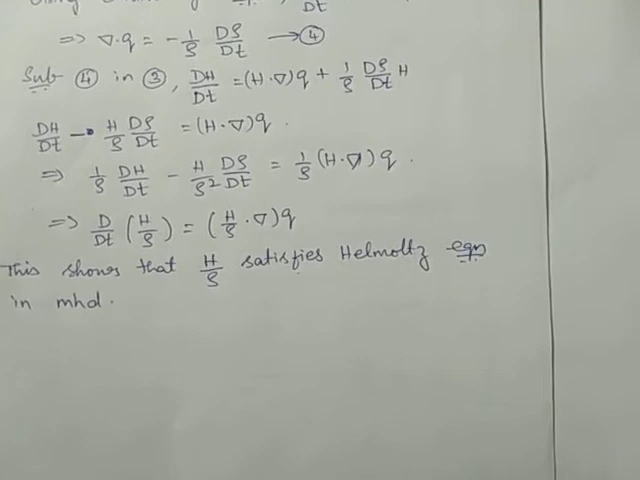 Dt
=> ∇.q = -1/ρ Dρ/Dt → ④
Sub ④ in ③, DH/Dt = (H.∇)q + 1/ρ Dρ/Dt H
DH/Dt - H/ρ Dρ/Dt = (H.∇)q.
=> 1/ρ DH/Dt - H/ρ² Dρ/Dt = 1/ρ (H.∇)q.
=> D/Dt (H/ρ) = (H/ρ .∇)q
This shows that H/ρ satisfies Helmoltz eqn
in mhd.